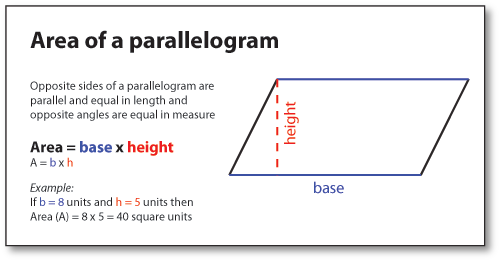 Area of a parallelogram
Opposite sides of a parallelogram are
parallel and equal in length and
opposite angles are equal in measure
Area = base x height
A = b x h
Example:
If b = 8 units and h = 5 units then
Area (A) = 8 x 5 = 40 square units
height
base